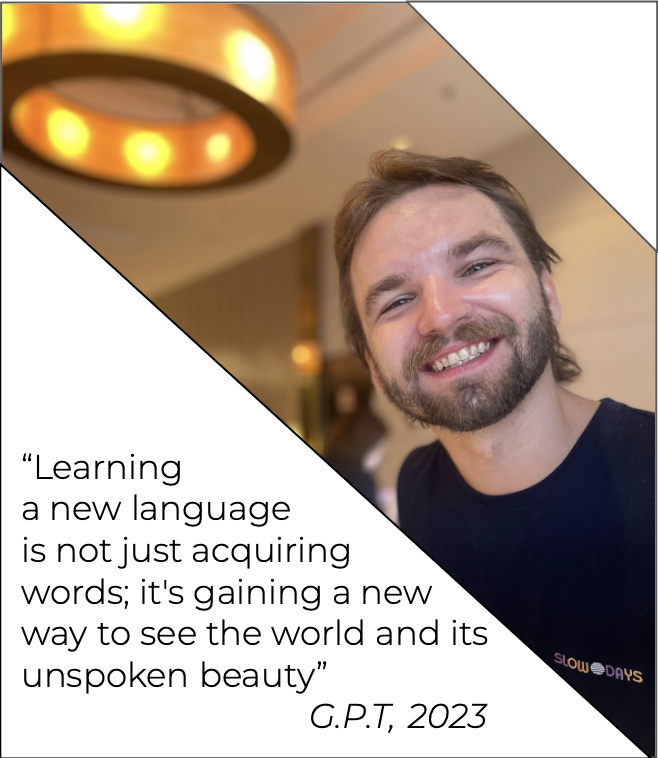 “Learning
a new language
is not just acquiring
words; it's gaining a new
way to see the world and its
unspoken beauty”
G.P.T, 2023
SLOW DAYS